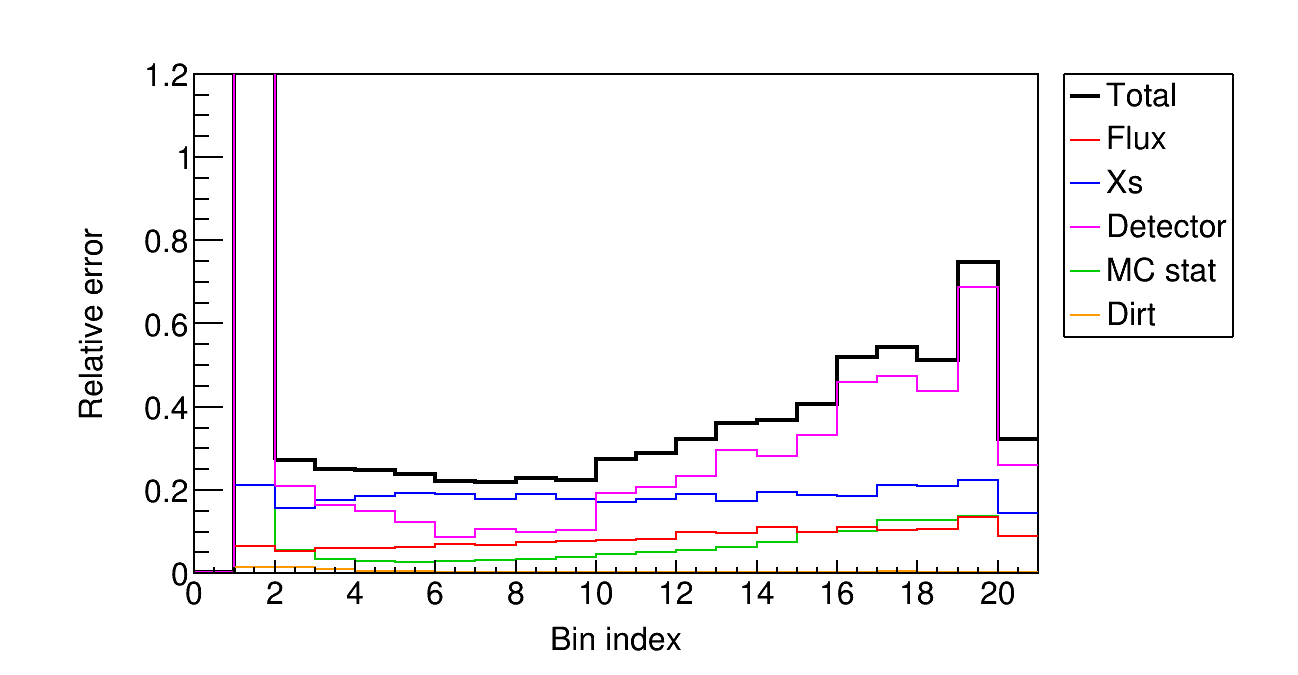 1.2
1
0.8
0.6
0.4
0.2
0
Relative error
0 2 4 6 8 10 12 14 16 18 20
Bin index
Total
Flux
Xs
Detector
MC stat
Dirt